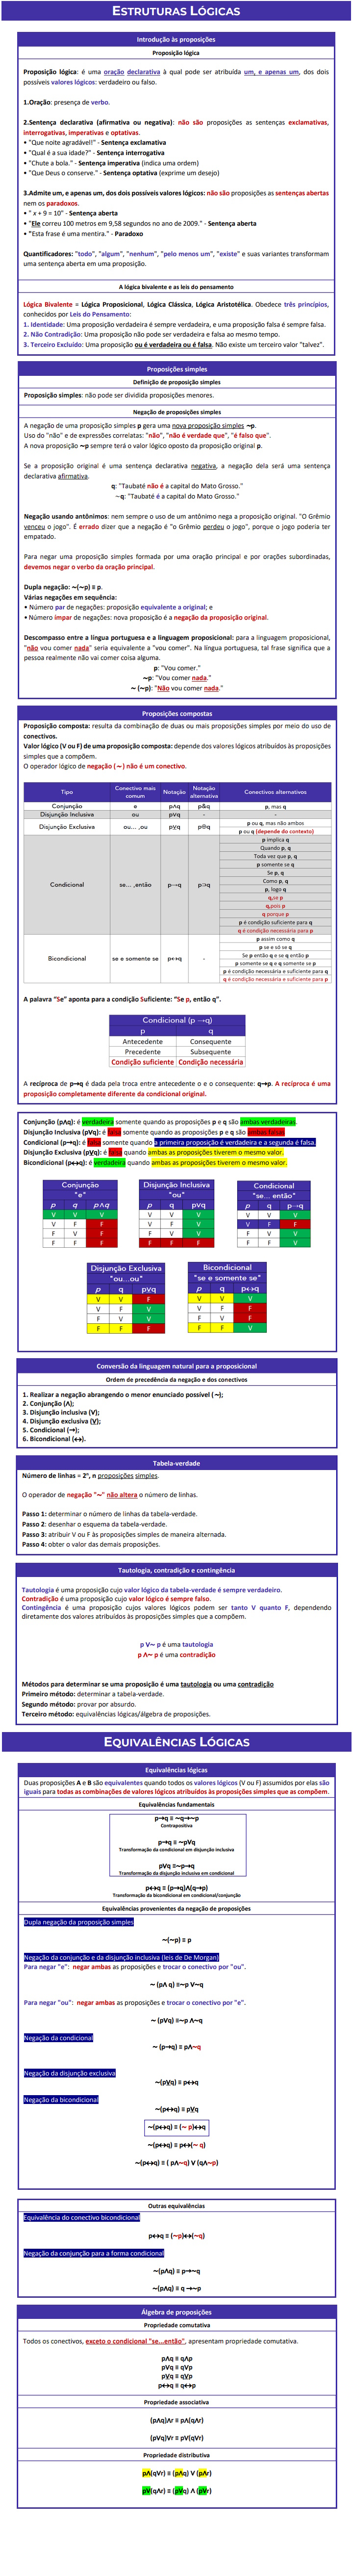 ESTRUTURAS LÓGICAS
Introdução às proposições
Proposição lógica
Proposição lógica: é uma oração declarativa à qual pode ser atribuída um, e apenas um, dos dois
possíveis valores lógicos: verdadeiro ou falso.
1.Oração: presença de verbo.
2.Sentença declarativa (afirmativa ou negativa): não são proposições as sentenças exclamativas,
interrogativas, imperativas e optativas.
• "Que noite agradável!" - Sentença exclamativa
• "Qual é a sua idade?" - Sentença interrogativa
• "Chute a bola." - Sentença imperativa (indica uma ordem)
• "Que Deus o conserve." - Sentença optativa (exprime um desejo)
3.Admite um, e apenas um, dos dois possíveis valores lógicos: não são proposições as sentenças abertas
nem os paradoxos.
• " x + 9 = 10" - Sentença aberta
• "Ele correu 100 metros em 9,58 segundos no ano de 2009." - Sentença aberta
• "Esta frase é uma mentira." - Paradoxo
Quantificadores: "todo", "algum", "nenhum", "pelo menos um", "existe" e suas variantes transformam
uma sentença aberta em uma proposição.
A lógica bivalente e as leis do pensamento
Lógica Bivalente = Lógica Proposicional, Lógica Clássica, Lógica Aristotélica. Obedece três princípios,
conhecidos por Leis do Pensamento:
1. Identidade: Uma proposição verdadeira é sempre verdadeira, e uma proposição falsa é sempre falsa.
2. Não Contradição: Uma proposição não pode ser verdadeira e falsa ao mesmo tempo.
3. Terceiro Excluído: Uma proposição ou é verdadeira ou é falsa. Não existe um terceiro valor "talvez".
Proposições simples
Definição de proposição simples
Proposição simples: não pode ser dividida proposições menores.
Negação de proposições simples
A negação de uma proposição simples p gera uma nova proposição simples ~p.
Uso do "não" e de expressões correlatas: "não", "não é verdade que", "é falso que".
A nova proposição ~p sempre terá o valor lógico oposto da proposição original p.
Se a proposição original é uma sentença declarativa negativa, a negação dela será uma sentença
declarativa afirmativa.
q: "Taubaté não é a capital do Mato Grosso."
~q: "Taubaté é a capital do Mato Grosso."
Negação usando antônimos: nem sempre o uso de um antônimo nega a proposição original. "O Grêmio
venceu o jogo". É errado dizer que a negação é "o Grêmio perdeu o jogo", porque o jogo poderia ter
empatado.
Para negar uma proposição simples formada por uma oração principal e por orações subordinadas,
devemos negar o verbo da oração principal.
Dupla negação: ~(~p) ≡ p.
Várias negações em sequência:
• Número par de negações: proposição equivalente a original; e
• Número ímpar de negações: nova proposição é a negação da proposição original.
Descompasso entre a língua portuguesa e a linguagem proposicional: para a linguagem proposicional,
"não vou comer nada" seria equivalente a "vou comer". Na língua portuguesa, tal frase significa que a
pessoa realmente não vai comer coisa alguma.
p: "Vou comer."
~p: "Vou comer nada."
~ (~p): "Não vou comer nada."
Proposições compostas
Proposição composta: resulta da combinação de duas ou mais proposições simples por meio do uso de
conectivos.
Valor lógico (V ou F) de uma proposição composta: depende dos valores lógicos atribuídos às proposições
simples que a compõem.
O operador lógico de negação ( ~ ) não é um conectivo.
Tipo Conectivo mais comum Notação Notação alternativa Conectivos alternativos
Conjunção e p∧q p&q p, mas q
Disjunção Inclusiva ou p∨q - -
Disjunção Exclusiva ou... ,ou p⊻q p⊕q p ou q, mas não ambos
p ou q (depende do contexto)
Condicional se... ,então p→q p⊃q p implica q
Quando p, q
Toda vez que p, q
p somente se q
Se p, q
Como p, q
p, logo q
q,se p
q,pois p
q porque p
p é condição suficiente para q
q é condição necessária para p
Bicondicional se e somente se p↔q - p assim como q
p se e só se q
Se p então q e se q então p
p somente se q e q somente se p
p é condição necessária e suficiente para q
q é condição necessária e suficiente para p
A palavra "Se" aponta para a condição Suficiente: "Se p, então q".
Condicional (p →q)
p q
Antecedente Consequente
Precedente Subsequente
Condição suficiente Condição necessária
A recíproca de p→q é dada pela troca entre antecedente o e o consequente: q→p. A recíproca é uma
proposição completamente diferente da condicional original.
Conjunção (p∧q): é verdadeira somente quando as proposições p e q são ambas verdadeiras.
Disjunção Inclusiva (p∨q): é falsa somente quando as proposições p e q são ambas falsas.
Condicional (p→q): é falsa somente quando a primeira proposição é verdadeira e a segunda é falsa.
Disjunção Exclusiva (p⊻q): é falsa quando ambas as proposições tiverem o mesmo valor.
Bicondicional (p↔q): é verdadeira quando ambas as proposições tiverem o mesmo valor.
Conjunção "e"
p q p∧q
V V V
V F F
F V F
F F F
Disjunção Inclusiva "ou"
p q p∨q
V V V
V F V
F V V
F F F
Condicional "se... então"
p q p→q
V V V
V F F
F V V
F F V
Disjunção Exclusiva "ou...ou"
p q p⊻q
V V F
V F V
F V V
F F F
Bicondicional "se e somente se"
p q p↔q
V V V
V F F
F V F
F F V
Conversão da linguagem natural para a proposicional
Ordem de precedência da negação e dos conectivos
1. Realizar a negação abrangendo o menor enunciado possível ( ~);
2. Conjunção (∧);
3. Disjunção inclusiva (V);
4. Disjunção exclusiva (⊻);
5. Condicional (→);
6. Bicondicional (↔).
Tabela-verdade
Número de linhas = 2ⁿ, n proposições simples.
O operador de negação "~" não altera o número de linhas.
Passo 1: determinar o número de linhas da tabela-verdade.
Passo 2: desenhar o esquema da tabela-verdade.
Passo 3: atribuir V ou F às proposições simples de maneira alternada.
Passo 4: obter o valor das demais proposições.
Tautologia, contradição e contingência
Tautologia é uma proposição cujo valor lógico da tabela-verdade é sempre verdadeiro.
Contradição é uma proposição cujo valor lógico é sempre falso.
Contingência é uma proposição cujos valores lógicos podem ser tanto V quanto F, dependendo
diretamente dos valores atribuídos às proposições simples que a compõem.
p V~ p é uma tautologia
p ∧~ p é uma contradição
Métodos para determinar se uma proposição é uma tautologia ou uma contradição
Primeiro método: determinar a tabela-verdade.
Segundo método: provar por absurdo.
Terceiro método: equivalências lógicas/álgebra de proposições.
EQUIVALÊNCIAS LÓGICAS
Equivalências lógicas
Duas proposições A e B são equivalentes quando todos os valores lógicos (V ou F) assumidos por elas são
iguais para todas as combinações de valores lógicos atribuídos às proposições simples que as compõem.
Equivalências fundamentais
p→q ≡ ~q→~p
Contrapositiva
p→q ≡ ~pVq
Transformação da condicional em disjunção inclusiva
pVq ≡~p→q
Transformação da disjunção inclusiva em condicional
p↔q ≡ (p→q)∧(q→p)
Transformação da bicondicional em condicional/conjunção
Equivalências provenientes da negação de proposições
Dupla negação da proposição simples
~(~p) ≡ p
Negação da conjunção e da disjunção inclusiva (leis de De Morgan)
Para negar "e": negar ambas as proposições e trocar o conectivo por "ou".
~ (p∧ q) ≡~p V~q
Para negar "ou": negar ambas as proposições e trocar o conectivo por "e".
~ (pVq) ≡~p ∧~q
Negação da condicional
~ (p→q) ≡ p∧~q
Negação da disjunção exclusiva
~(p⊻q) ≡ p↔q
Negação da bicondicional
~(p↔q) ≡ p⊻q
~(p↔q) ≡ (~ p)↔q
~(p↔q) ≡ p↔(~ q)
~(p↔q) ≡ ( p∧~q) V (q∧~p)
Outras equivalências
Equivalência do conectivo bicondicional
p↔q ≡ (~p)↔(~q)
Negação da conjunção para a forma condicional
~(p∧q) ≡ p→~q
~(p∧q) ≡ q →~p
Álgebra de proposições
Propriedade comutativa
Todos os conectivos, exceto o condicional "se...então", apresentam propriedade comutativa.
p∧q ≡ q∧p
pVq ≡ qVp
p⊻q ≡ q⊻p
p↔q ≡ q↔p
Propriedade associativa
(p∧q)∧r ≡ p∧(q∧r)
(pVq)Vr ≡ pV(qVr)
Propriedade distributiva
p∧(qVr) ≡ (p∧q) V (p∧r)
pV(q∧r) ≡ (pVq) ∧ (pVr)